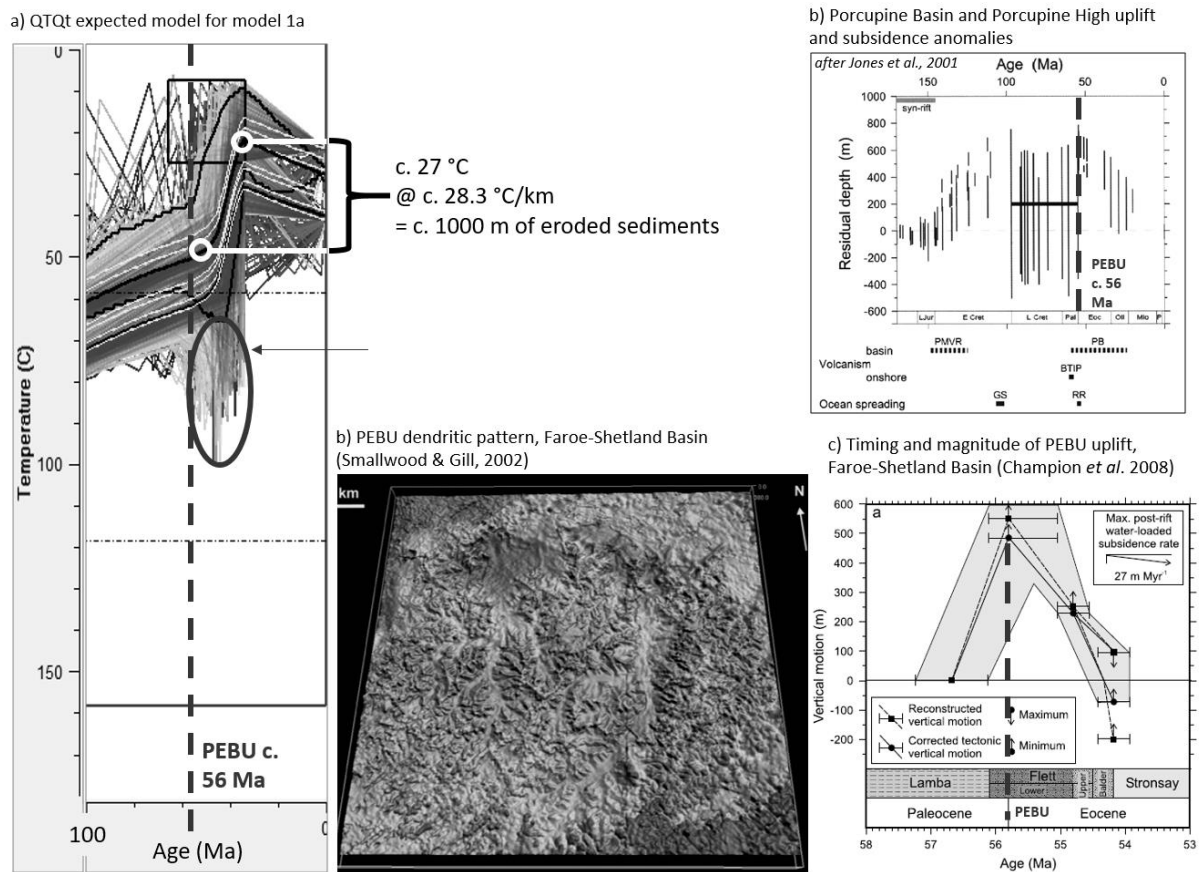 a) QTQt expected model for model 1a
0
50
100
150
Temperature (C)
c. 27 °C
@ c. 28.3 °C/km
= c. 1000 m of eroded sediments
PEBU c.
56 Ma
100
Age (Ma)
b) Porcupine Basin and Porcupine High uplift
and subsidence anomalies
after Jones et al., 2001
Age (Ma)
150 100 50 0
1000
800
600
400
200
0
-200
-400
-600
Residual depth (m)
syn-rift
PEBU
c. 56
Ma
LJur E Cret L Cret Pal Eoc Oli Mio P
PMVR PB
basin
Volcanism
BTIP
onshore
GS RR
Ocean spreading
b) PEBU dendritic pattern, Faroe-Shetland Basin
(Smallwood & Gill, 2002)
km
N
c) Timing and magnitude of PEBU uplift,
Faroe-Shetland Basin (Champion et al. 2008)
600
500
400
300
200
100
0
-100
-200
Vertical motion (m)
a
Max. post-rift
water-loaded
subsidence rate
27 m Myr⁻¹
Reconstructed
vertical motion
Maximum
Corrected tectonic
vertical motion
Minimum
Lamba Flett Lower Upper Balder Stronsay
Paleocene PEBU Eocene
58 57 56 55 54 53
Age (Ma)